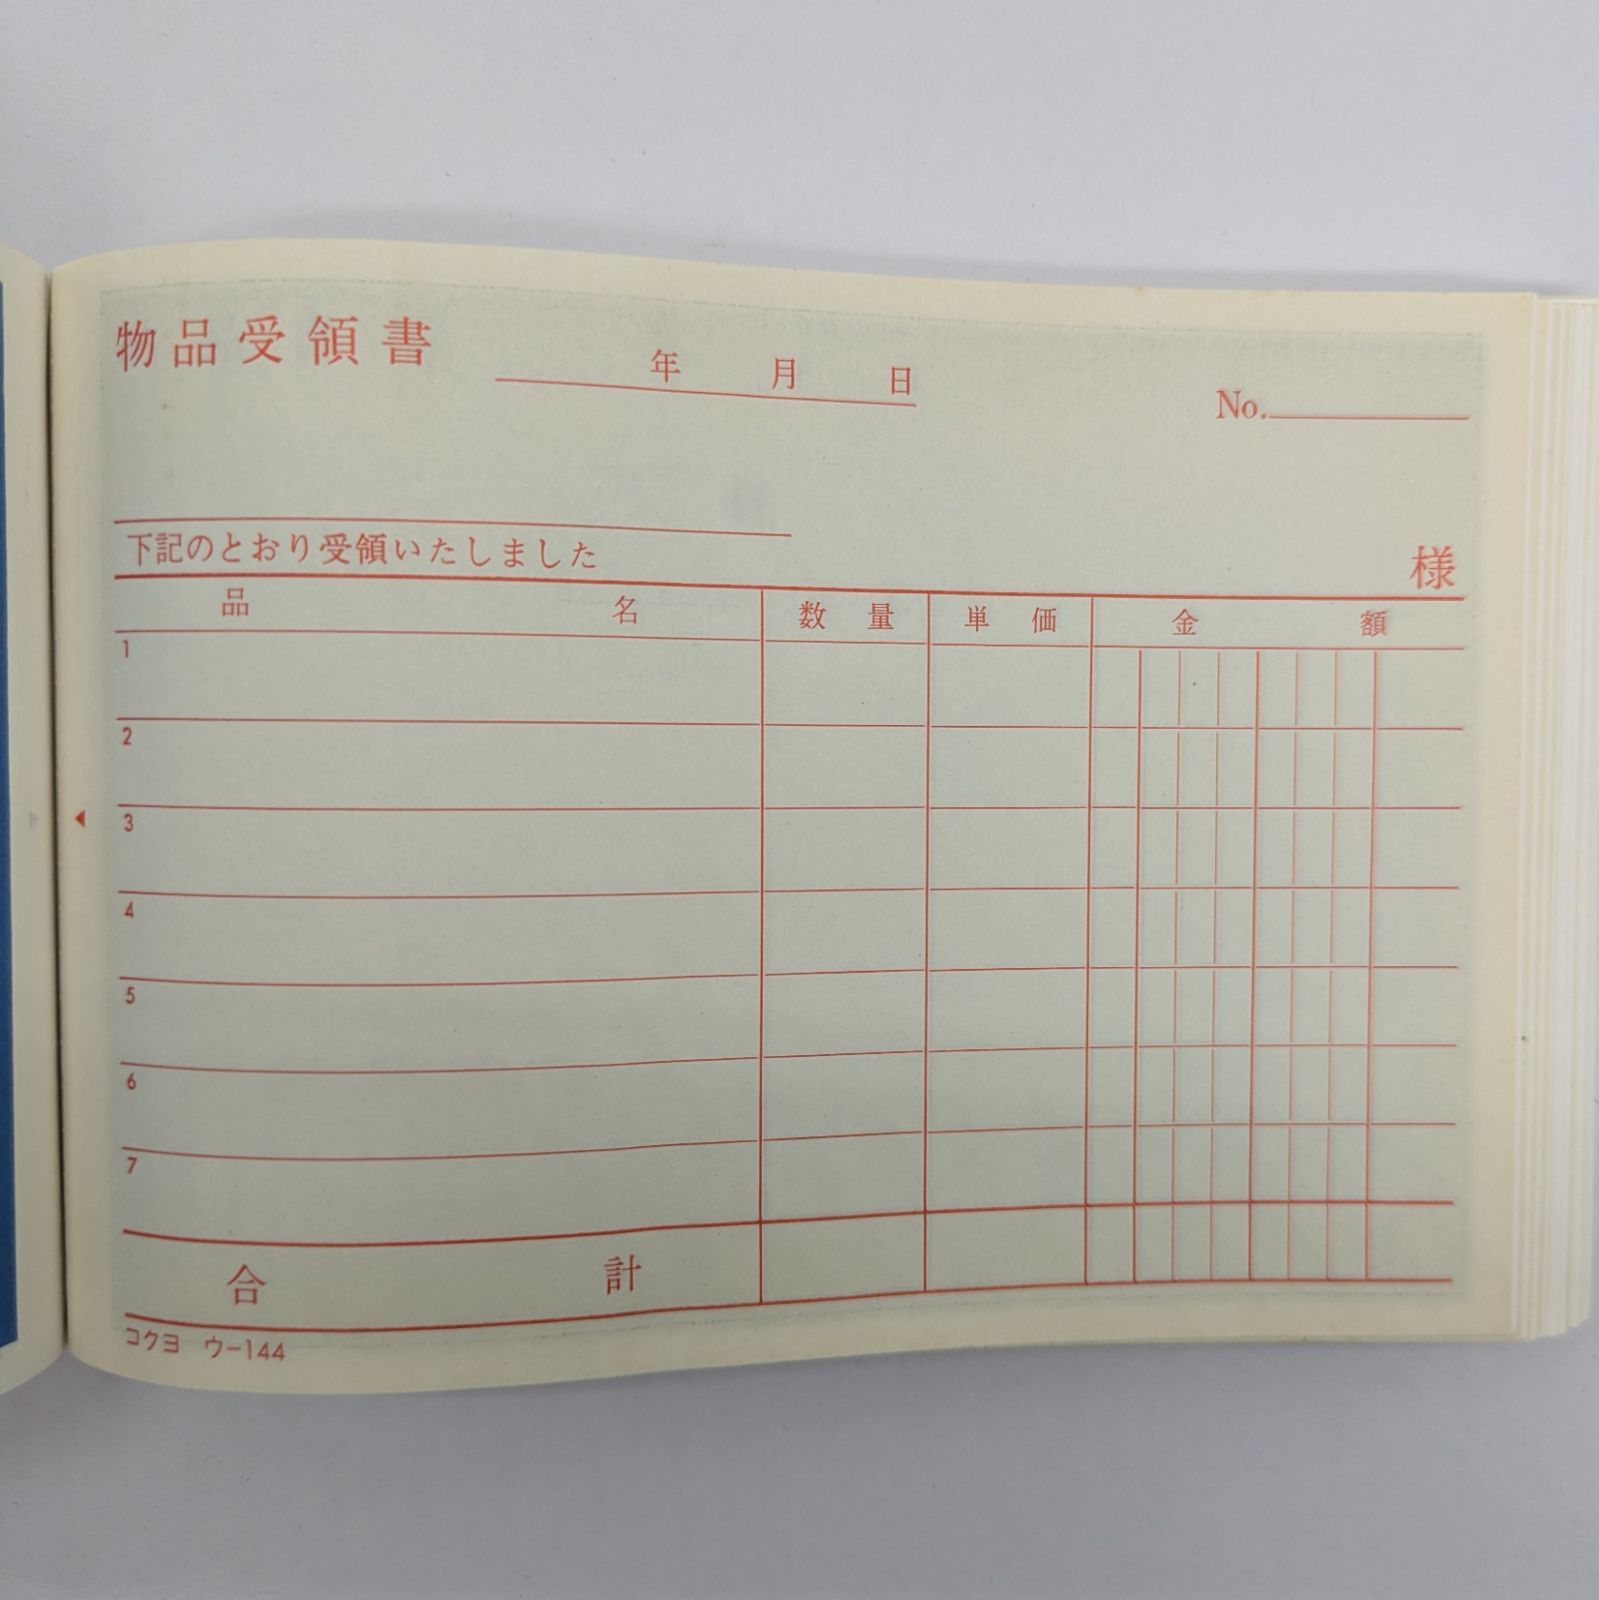 物品受領書
年 月 日
No.
下記のとおり受領いたしました
様
品 名 数 量 単 価 金 額
1
2
3
4
5
6
7
合 計
コクヨ ウ-144